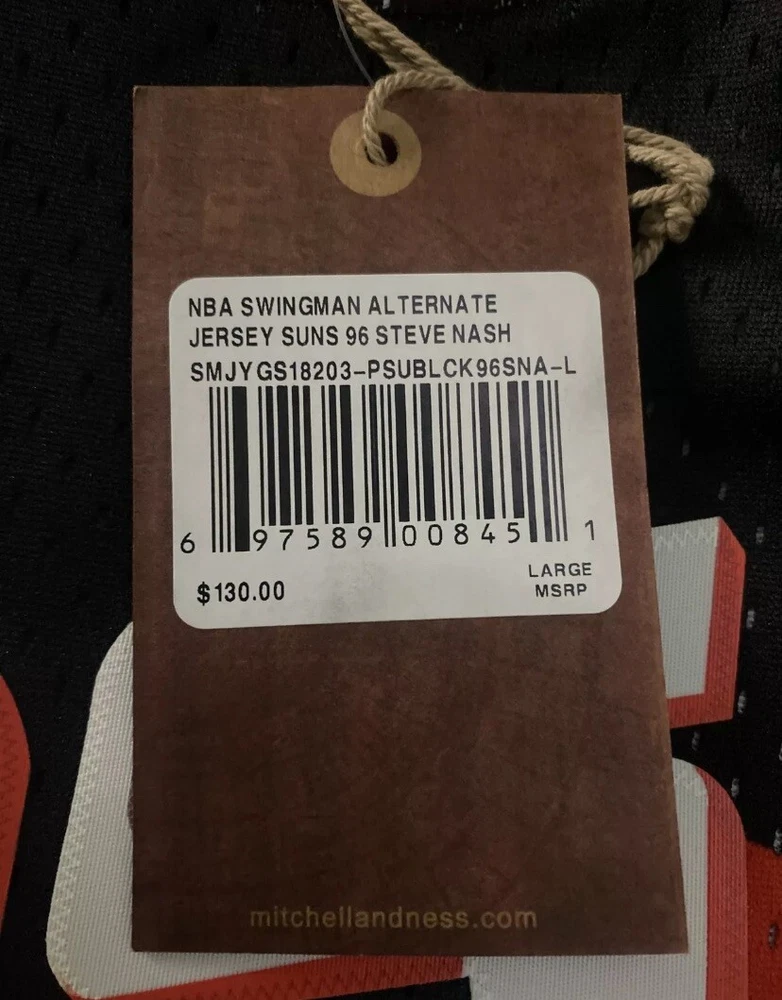 NBA SWINGMAN ALTERNATE
JERSEY SUNS 96 STEVE NASH
SMJYGS18203-PSUBLCK96SNA-L
6 97589 00845 1
$130.00
LARGE
MSRP
mitchellandness.com